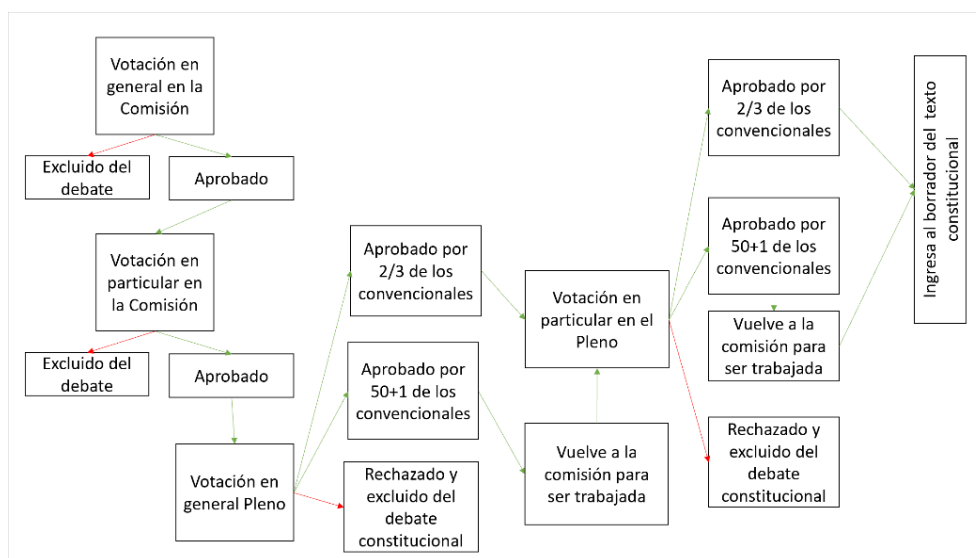 Votación en
general en la
Comisión
Excluido del
debate
Aprobado
Votación en
particular en
la Comisión
Excluido del
debate
Aprobado
Votación en
general Pleno
Aprobado por
2/3 de los
convencionales
Aprobado por
50+1 de los
convencionales
Rechazado y
excluido del
debate
constitucional
Vuelve a la
comisión para
ser trabajada
Votación en
particular en el
Pleno
Aprobado por
2/3 de los
convencionales
Aprobado por
50+1 de los
convencionales
Vuelve a la
comisión para
ser trabajada
Rechazado y
excluido del
debate
constitucional
Ingresa al borrador del texto
constitucional